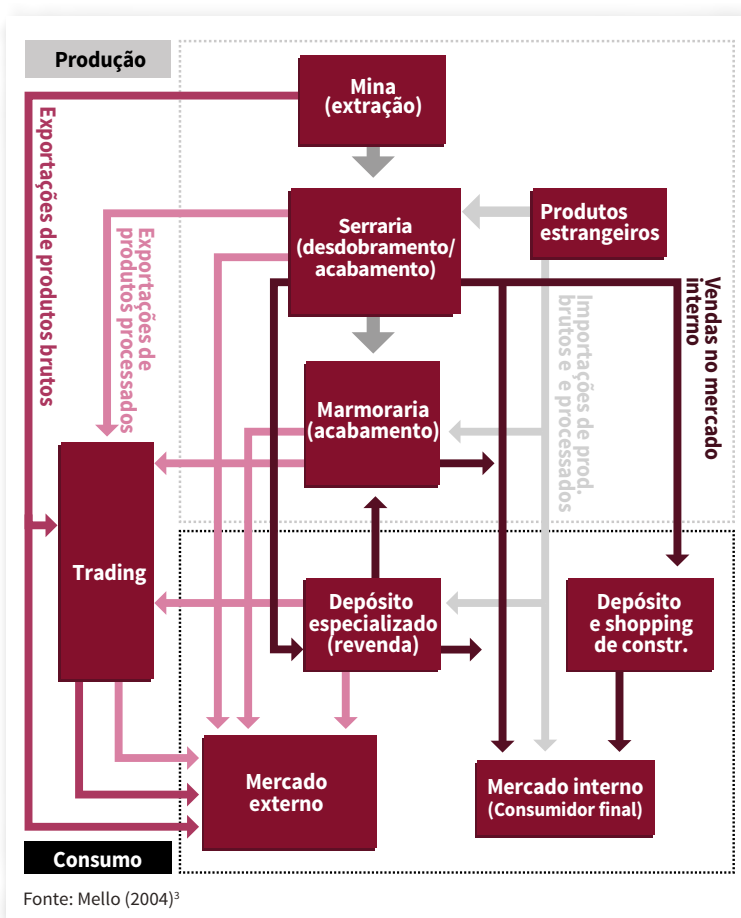 Produção
Mina
(extração)
Exportações de produtos brutos
Exportações de
produtos processados
Serraria
(desdobramento/
acabamento)
Produtos
estrangeiros
Vendas no mercado
interno
Importações de prod.
brutos e e processados
Marmoraria
(acabamento)
Trading
Depósito
especializado
(revenda)
Depósito
e shopping
de constr.
Mercado
externo
Mercado interno
(Consumidor final)
Consumo
Fonte: Mello (2004)³